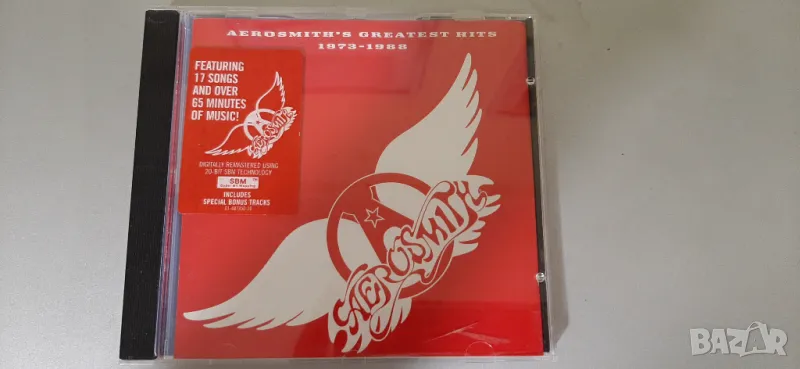 AEROSMITH'S GREATEST HITS
1973-1988
FEATURING
17 SONGS
AND OVER
65 MINUTES
OF MUSIC!
AEROSMITH
DIGITALLY REMASTERED USING
20-BIT SBM TECHNOLOGY
SBM
INCLUDES
SPECIAL BONUS TRACKS
AEROSMITH
BAZAR